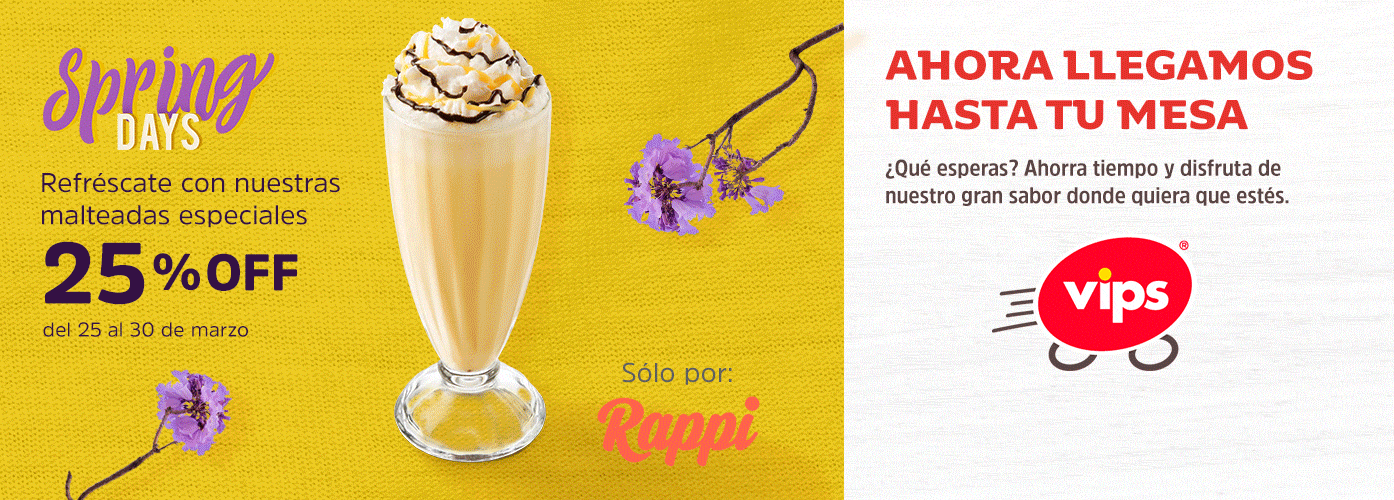 Spring
DAYS
Refréscate con nuestras
malteadas especiales
25% OFF
del 25 al 30 de marzo
Sólo por:
Rappi
AHORA LLEGAMOS
HASTA TU MESA
¿Qué esperas? Ahorra tiempo y disfruta de
nuestro gran sabor donde quiera que estés.
vips®